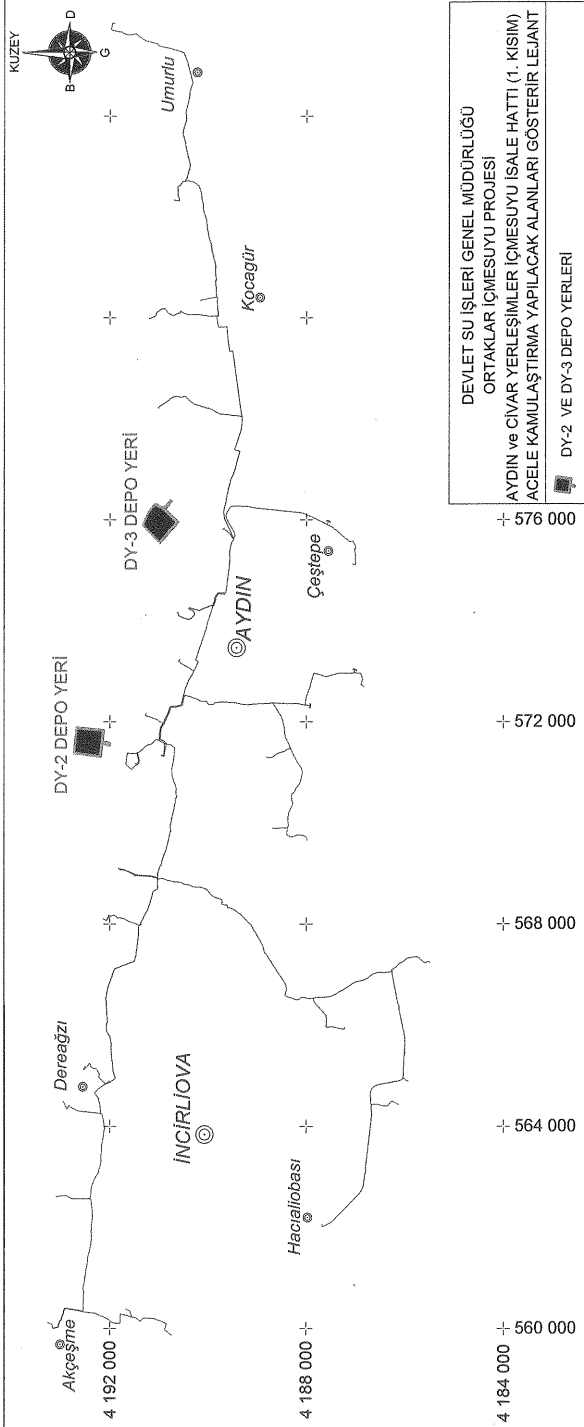 KUZEY
B
D
G
Umurlu
Kocagür
DY-3 DEPO YERİ
Çeştepe
AYDIN
DY-2 DEPO YERİ
Dereağzı
İNCİRLİOVA
Hacıaliobası
Akçeşme
4 192 000
4 188 000
4 184 000
560 000
564 000
568 000
572 000
576 000
DEVLET SU İŞLERİ GENEL MÜDÜRLÜĞÜ
ORTAKLAR İÇMESUYU PROJESİ
AYDIN ve CİVAR YERLEŞİMLER İÇMESUYU İSALE HATTI (1. KISIM)
ACELE KAMULAŞTIRMA YAPILACAK ALANLARI GÖSTERİR LEJANT
DY-2 VE DY-3 DEPO YERLERİ